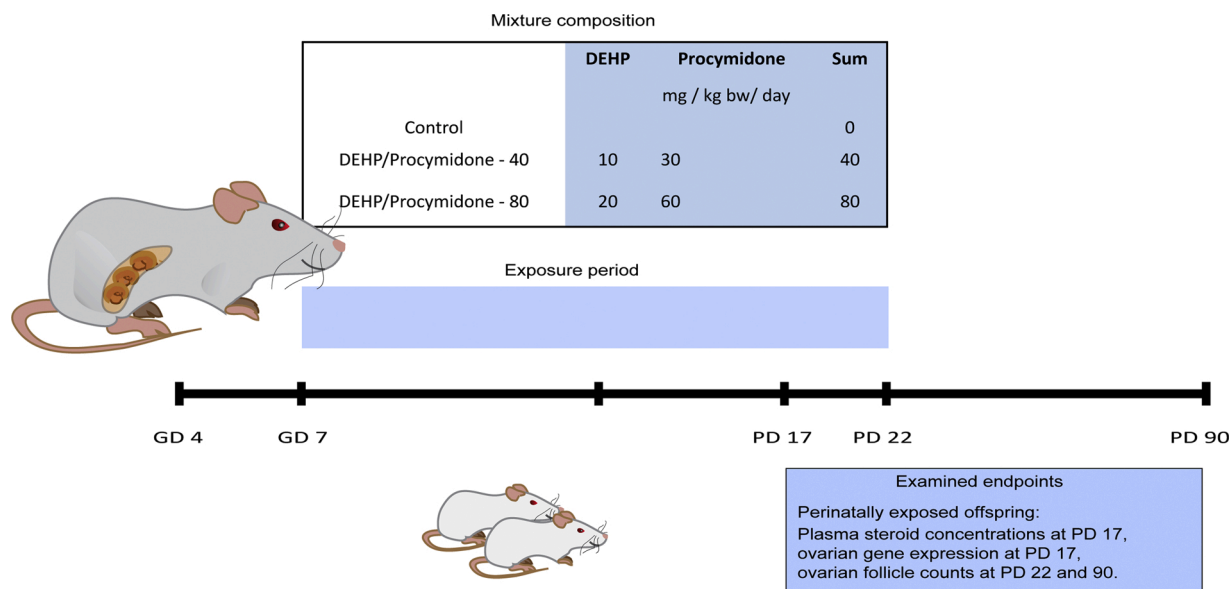 Mixture composition
DEHP Procymidone Sum
mg / kg bw/ day
Control 0
DEHP/Procymidone - 40 10 30 40
DEHP/Procymidone - 80 20 60 80
Exposure period
GD 4 GD 7 PD 17 PD 22 PD 90
Examined endpoints
Perinatally exposed offspring:
Plasma steroid concentrations at PD 17,
ovarian gene expression at PD 17,
ovarian follicle counts at PD 22 and 90.